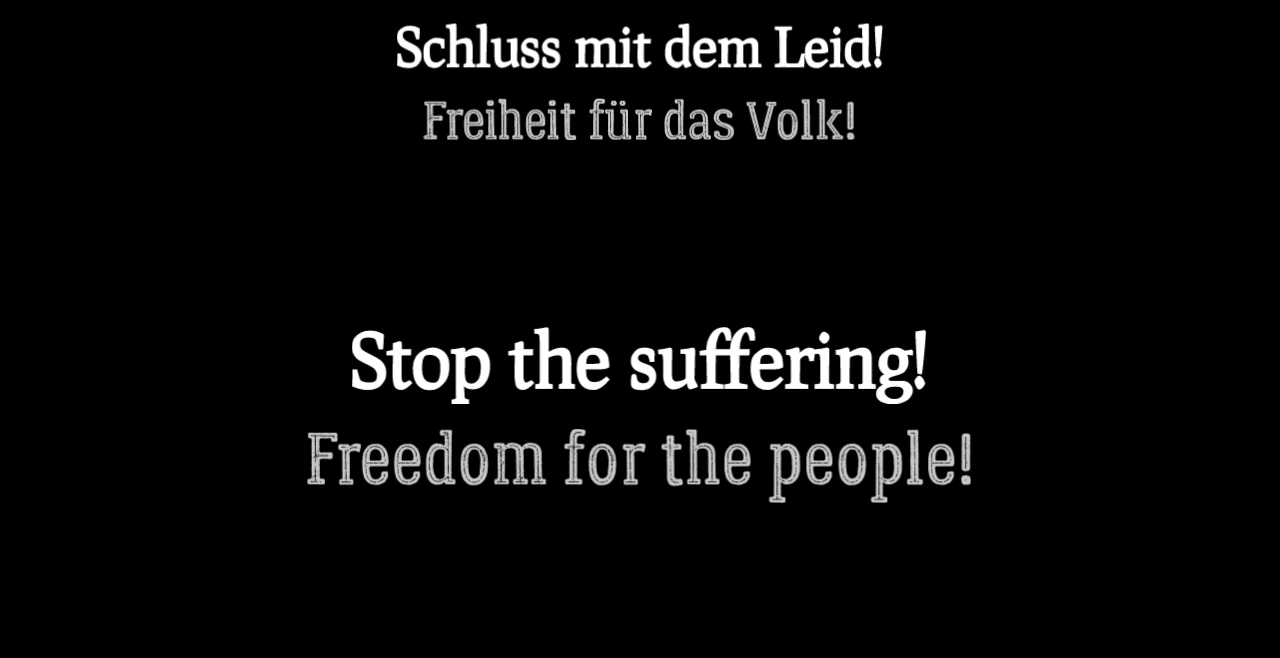 Schluss mit dem Leid!
Freiheit für das Volk!
Stop the suffering!
Freedom for the people!